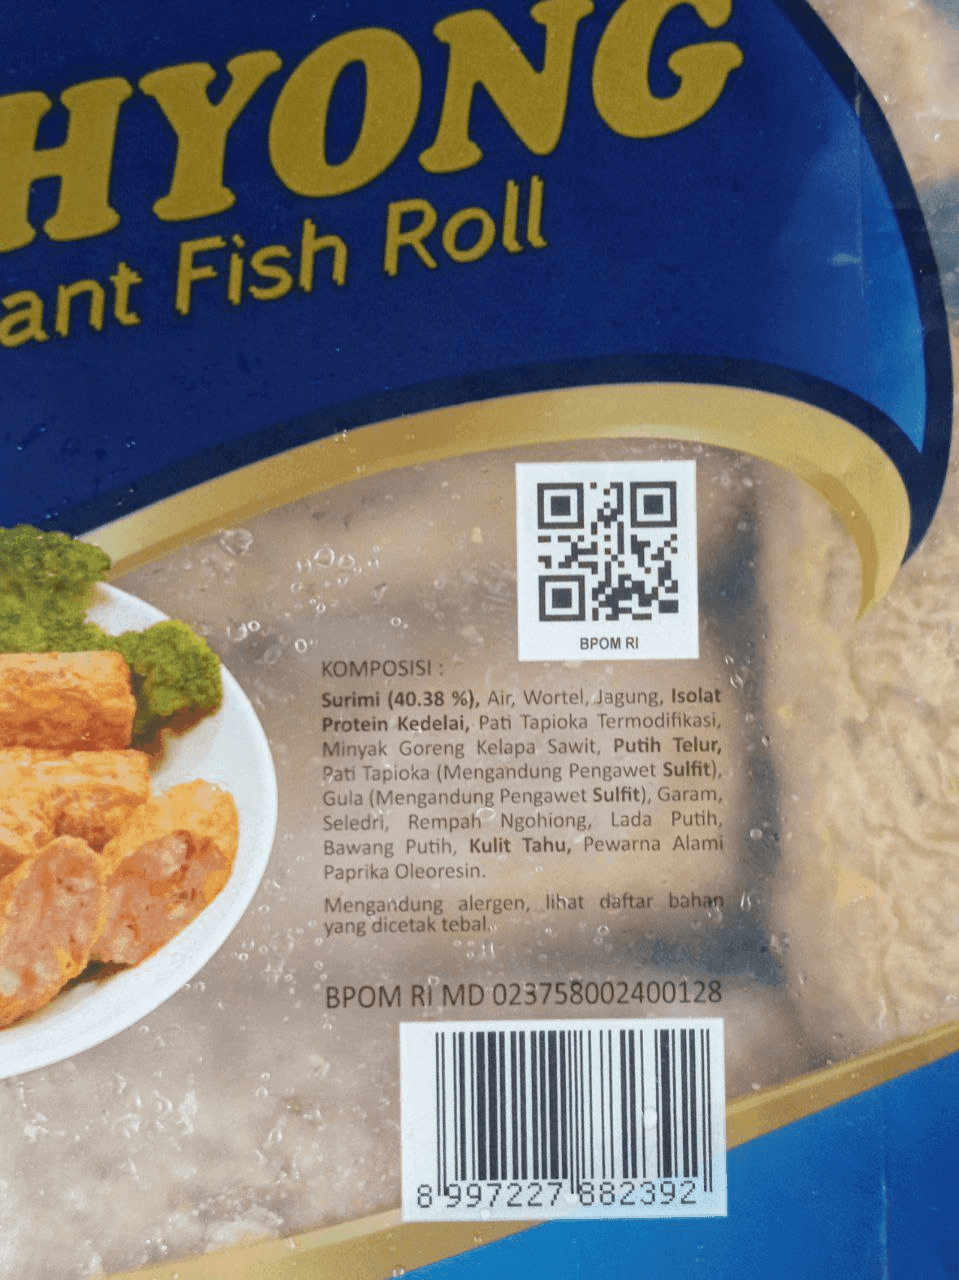 HYONG
ant Fish Roll
BPOM RI
KOMPOSISI :
Surimi (40.38 %), Air, Wortel, Jagung, Isolat
Protein Kedelai, Pati Tapioka Termodifikasi,
Minyak Goreng Kelapa Sawit, Putih Telur,
Pati Tapioka (Mengandung Pengawet Sulfit),
Gula (Mengandung Pengawet Sulfit), Garam,
Seledri, Rempah Ngohiong, Lada Putih,
Bawang Putih, Kulit Tahu, Pewarna Alami
Paprika Oleoresin.
Mengandung alergen, lihat daftar bahan
yang dicetak tebal.
BPOM RI MD 023758002400128
8 997227 882392